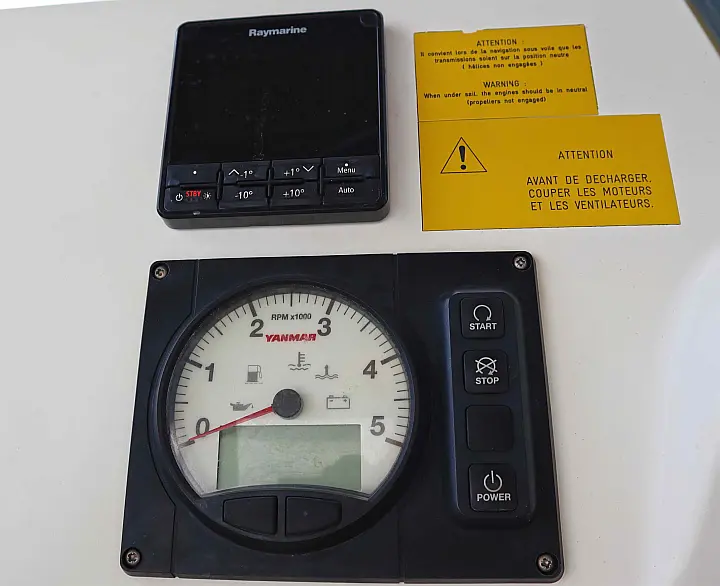 Raymarine
-1°
+1°
Menu
STBY
-10°
+10°
Auto
ATTENTION :
Il convient lors de la navigation sous voile que les
transmissions soient sur la position neutre
( hélices non engagées )
WARNING :
When under sail, the engines should be in neutral
(propellers not engaged)
ATTENTION
AVANT DE DECHARGER,
COUPER LES MOTEURS
ET LES VENTILATEURS.
RPM x1000
YANMAR
0
1
2
3
4
5
START
STOP
POWER